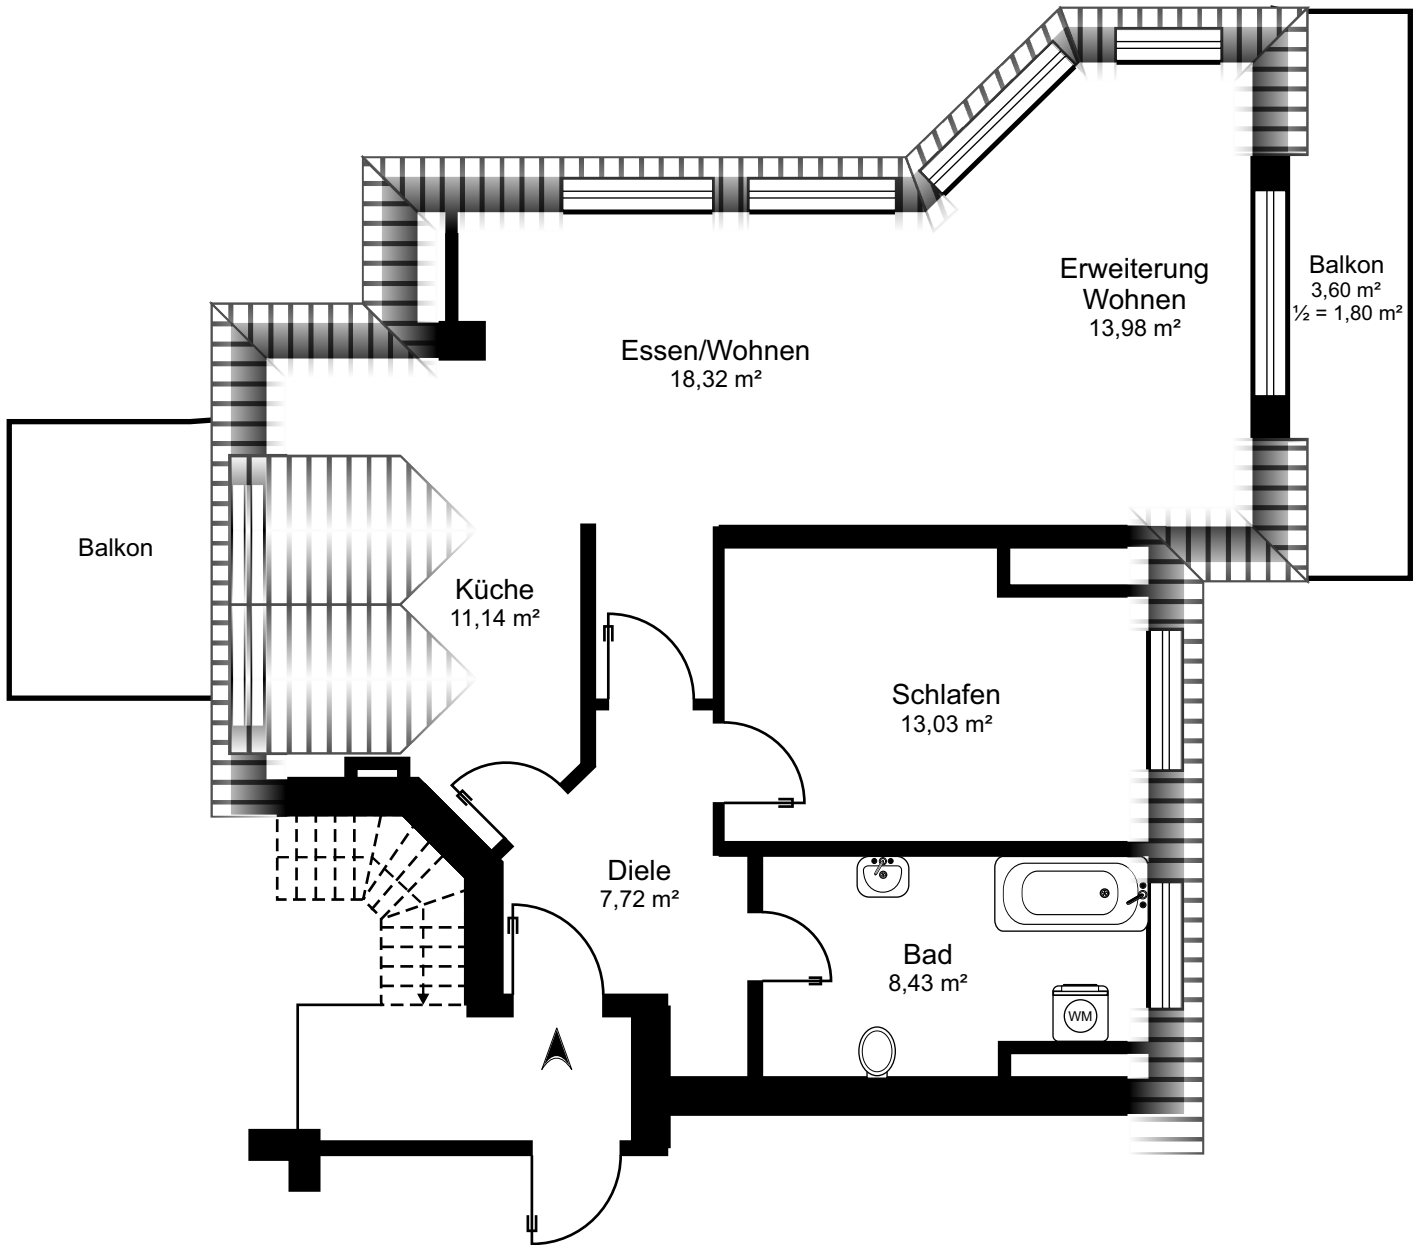 Erweiterung
Wohnen
13,98 m²
Balkon
3,60 m²
½ = 1,80 m²
Essen/Wohnen
18,32 m²
Balkon
Küche
11,14 m²
Schlafen
13,03 m²
Diele
7,72 m²
Bad
8,43 m²
WM